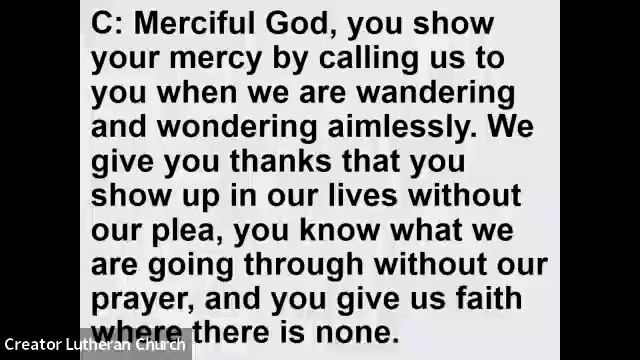 C: Merciful God, you show
your mercy by calling us to
you when we are wandering
and wondering aimlessly. We
give you thanks that you
show up in our lives without
our plea, you know what we
are going through without our
prayer, and you give us faith
where there is none.
Creator Lutheran Church